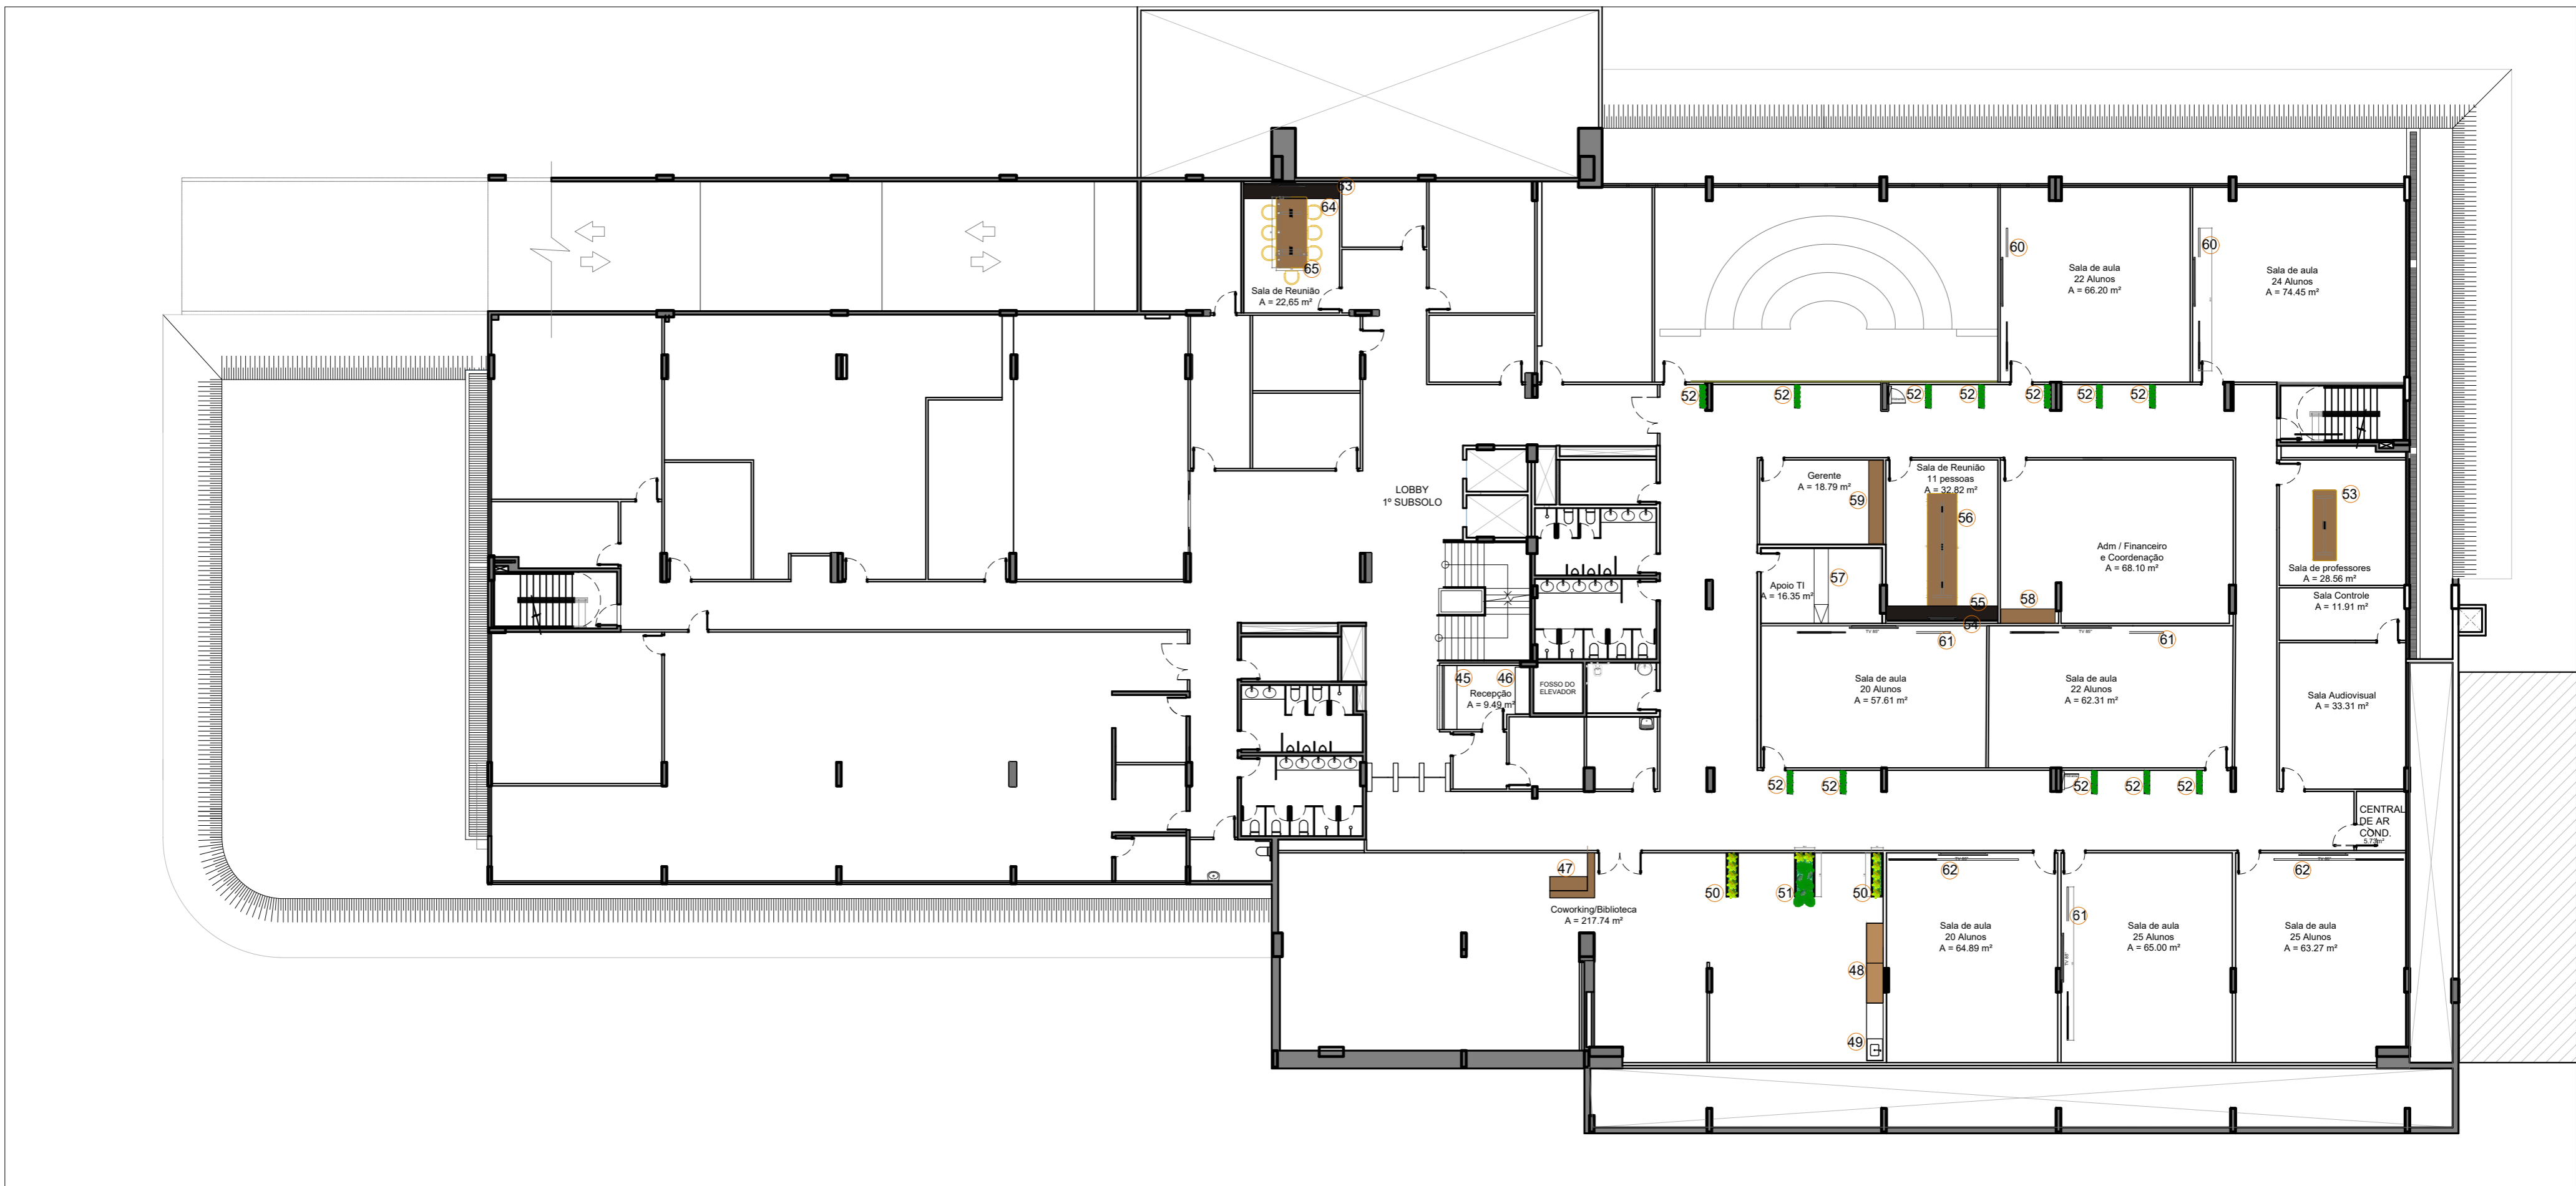 63
64
65
Sala de Reunião
A = 22,65 m²
60
Sala de aula
22 Alunos
A = 66.20 m²
60
Sala de aula
24 Alunos
A = 74.45 m²
52
52
52
52
52
52
52
LOBBY
1º SUBSOLO
Gerente
A = 18.79 m²
59
Sala de Reunião
11 pessoas
A = 32.82 m²
56
Adm / Financeiro
e Coordenação
A = 68.10 m²
53
Sala de professores
A = 28.56 m²
Apoio TI
A = 16.35 m²
57
55
54
58
Sala Controle
A = 11.91 m²
TV 80"
61
TV 80"
61
45
46
Recepção
A = 9.49 m²
FOSSO DO
ELEVADOR
Sala de aula
20 Alunos
A = 57.61 m²
Sala de aula
22 Alunos
A = 62.31 m²
Sala Audiovisual
A = 33.31 m²
52
52
52
52
52
CENTRAL
DE AR
COND.
47
Coworking/Biblioteca
A = 217.74 m²
50
51
50
62
61
62
48
49
Sala de aula
20 Alunos
A = 64.89 m²
Sala de aula
25 Alunos
A = 65.00 m²
Sala de aula
25 Alunos
A = 63.27 m²